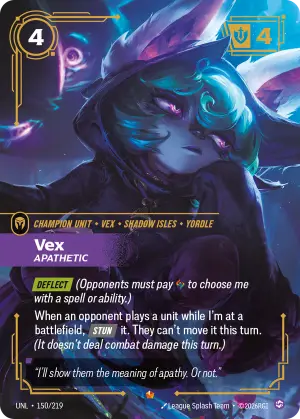 4
4
CHAMPION UNIT • VEX • SHADOW ISLES • YORDLE
Vex
APATHETIC
DEFLECT (Opponents must pay to choose me
with a spell or ability.)
When an opponent plays a unit while I'm at a
battlefield, STUN it. They can't move it this turn.
(It doesn't deal combat damage this turn.)
"I'll show them the meaning of apathy. Or not."
UNL • 150/219
League Splash Team • ©2026RGI